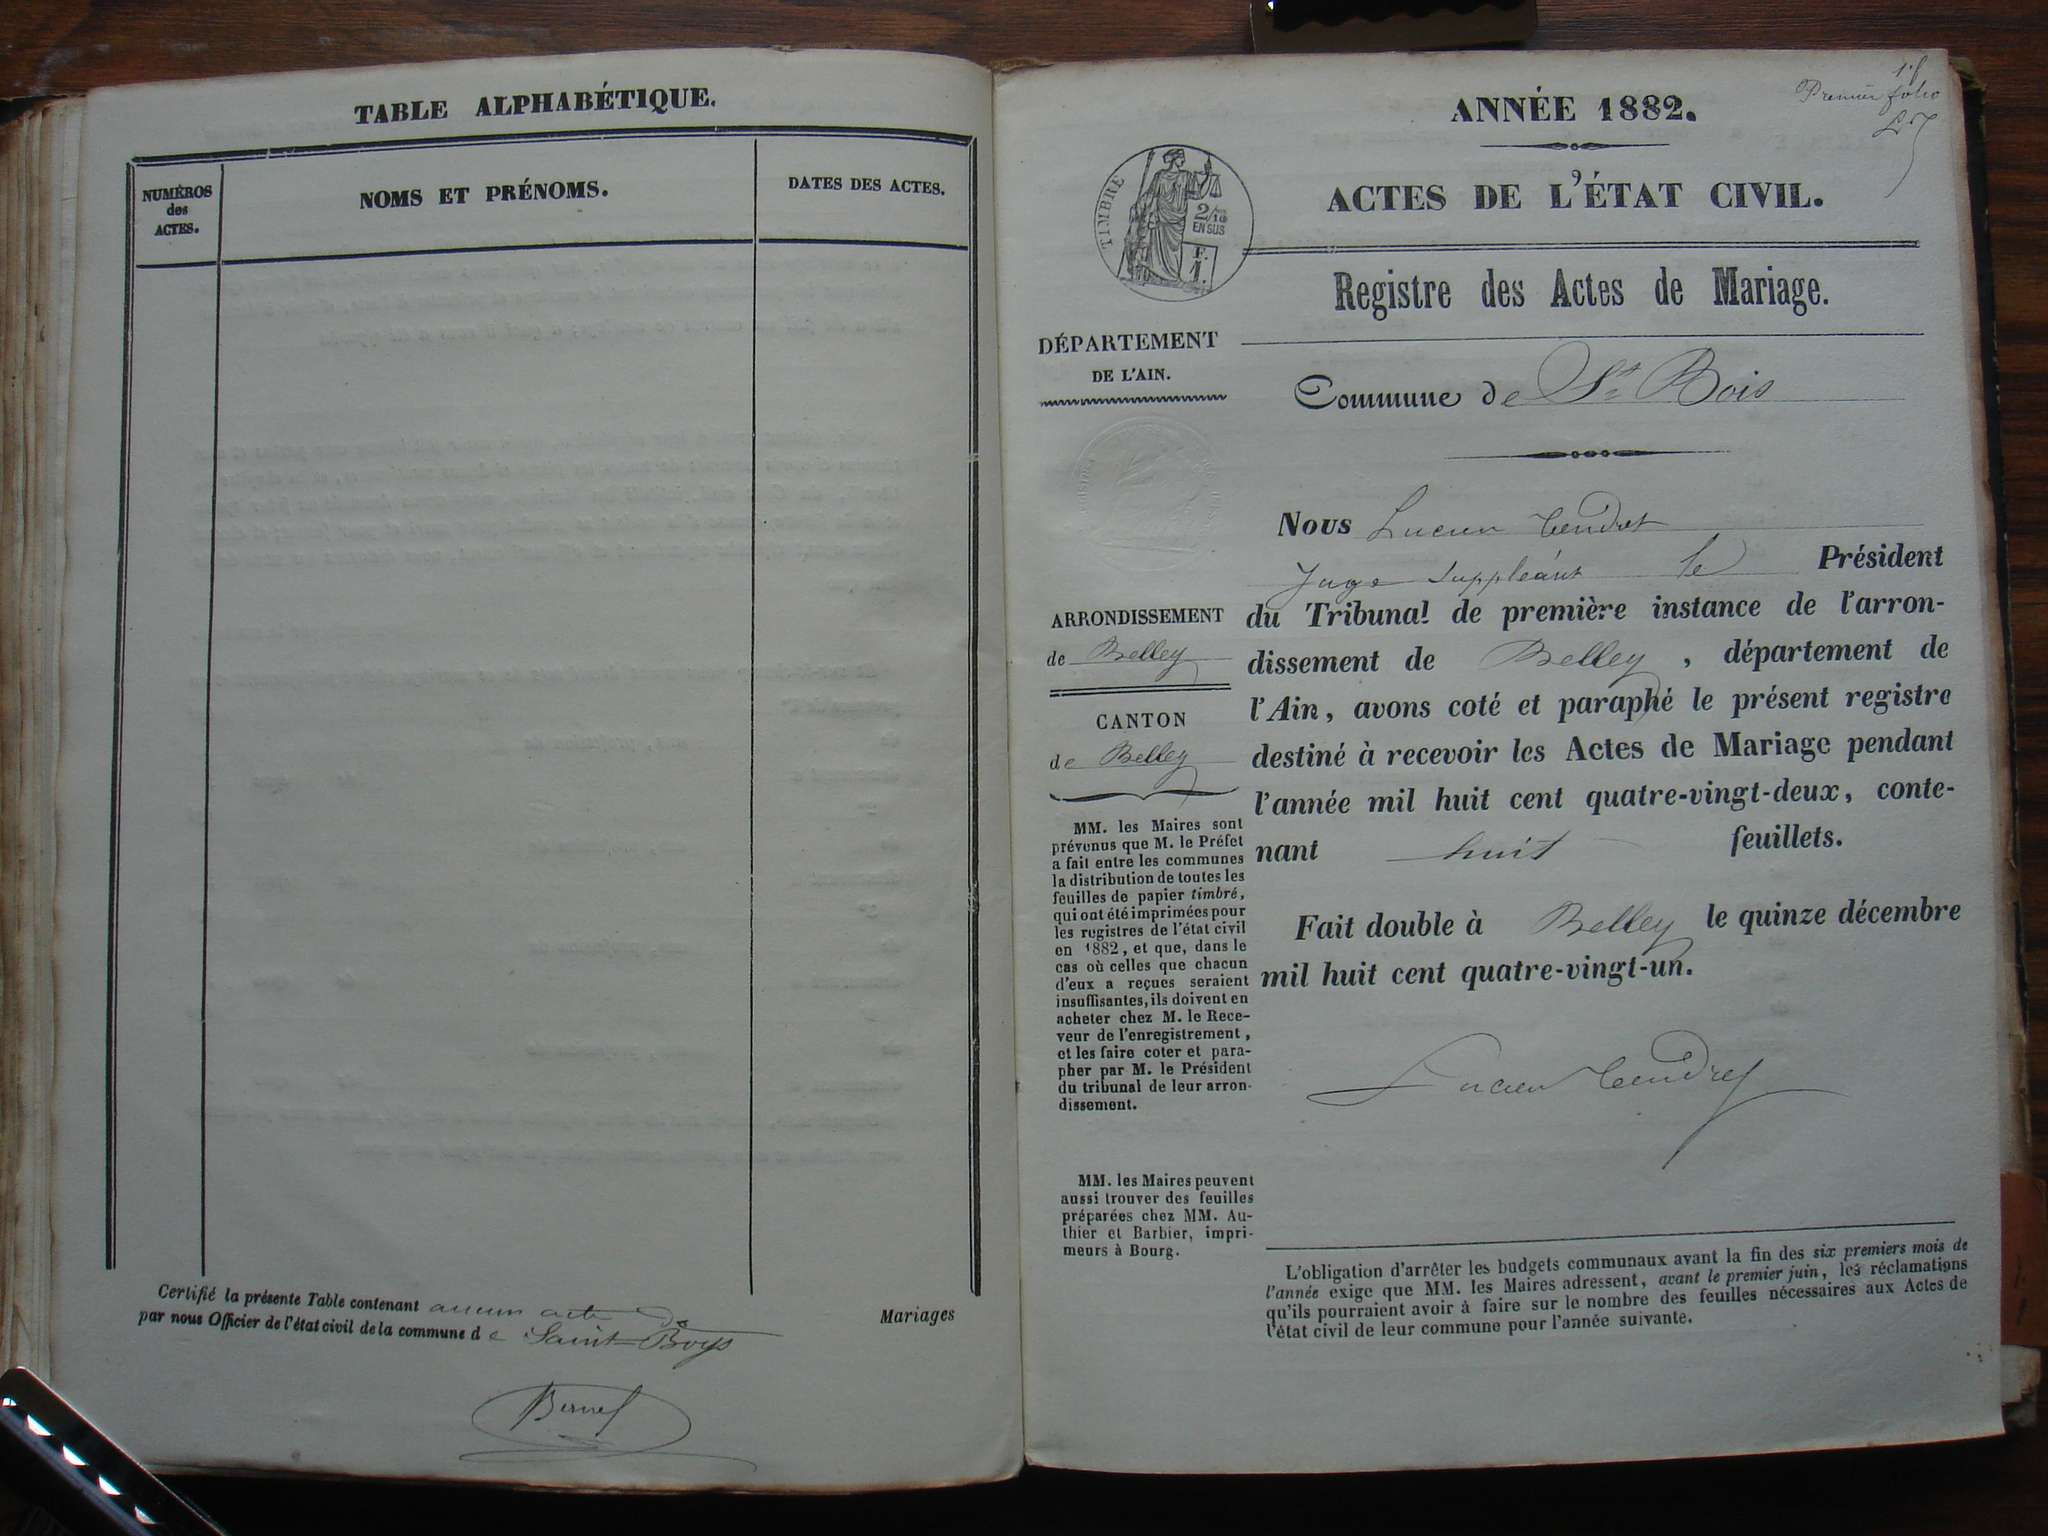 TABLE ALPHABÉTIQUE.
NUMÉROS
des
ACTES.
NOMS ET PRÉNOMS.
DATES DES ACTES.
Certifié la présente Table contenant aucun acte de Mariages
par nous Officier de l'état civil de la commune de Saint-Boys
Bernel
1er f
Premier folio
LT
ANNÉE 1882.
ACTES DE L'ÉTAT CIVIL.
TIMBRE
2/10
EN SUS
F.
1.
Registre des Actes de Mariage.
DÉPARTEMENT
DE L'AIN.
Commune de St Bois
Nous Lucien Tendret
Juge suppléant le Président
du Tribunal de première instance de l'arron-
dissement de Belley, département de
l'Ain, avons coté et paraphé le présent registre
destiné à recevoir les Actes de Mariage pendant
l'année mil huit cent quatre-vingt-deux, conte-
nant huit feuillets.
Fait double à Belley le quinze décembre
mil huit cent quatre-vingt-un.
Lucien Tendret
ARRONDISSEMENT
de Belley
CANTON
de Belley
MM. les Maires sont
prévenus que M. le Préfet
a fait entre les communes
la distribution de toutes les
feuilles de papier timbré,
qui ont été imprimées pour
les registres de l'état civil
en 1882, et que, dans le
cas où celles que chacun
d'eux a reçues seraient
insuffisantes, ils doivent en
acheter chez M. le Rece-
veur de l'enregistrement,
et les faire coter et para-
pher par M. le Président
du tribunal de leur arron-
dissement.
MM. les Maires peuvent
aussi trouver des feuilles
préparées chez MM. Au-
thier et Barbier, impri-
meurs à Bourg.
L'obligation d'arrêter les budgets communaux avant la fin des six premiers mois de
l'année exige que MM. les Maires adressent, avant le premier juin, les réclamations
qu'ils pourraient avoir à faire sur le nombre des feuilles nécessaires aux Actes de
l'état civil de leur commune pour l'année suivante.